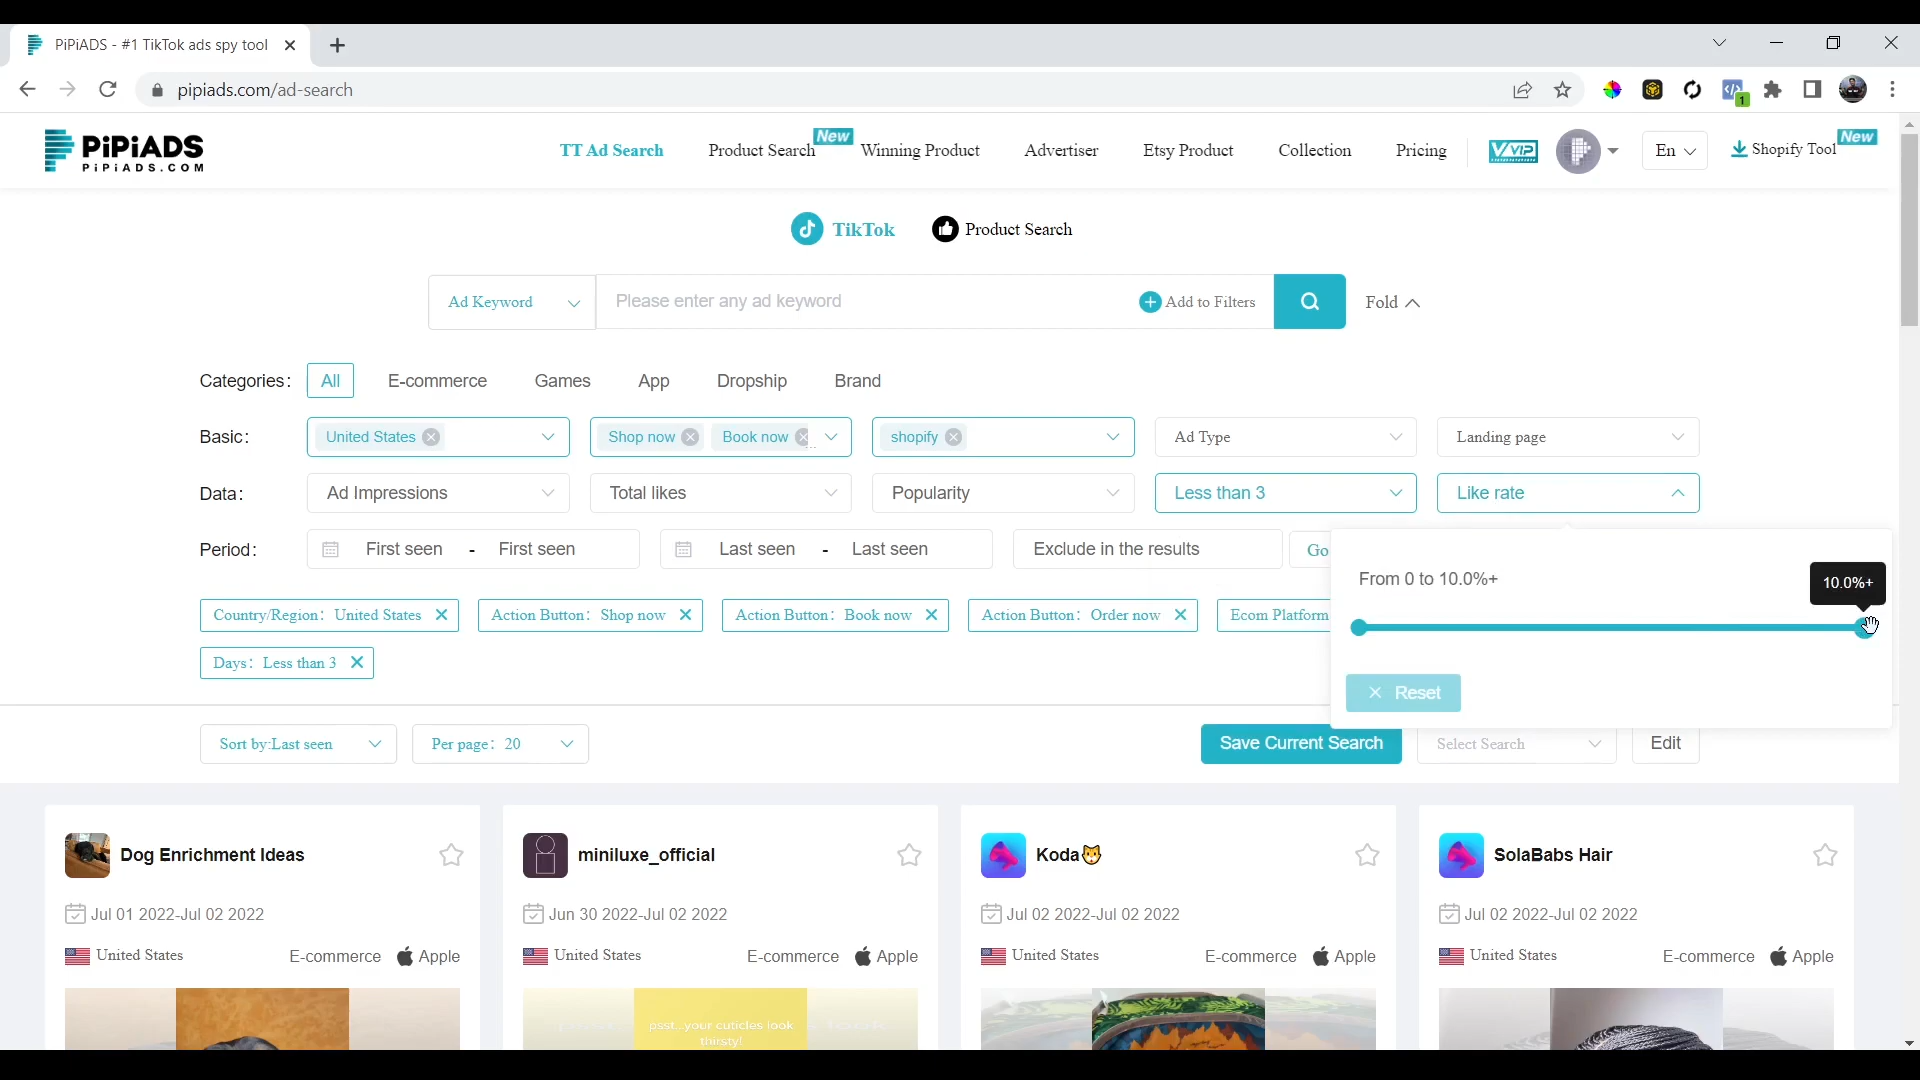 PiPiADS - #1 TikTok ads spy tool
pipiads.com/ad-search
1
PiPiADS
PiPiADS.COM
TT Ad Search
Product Search
New
Winning Product
Advertiser
Etsy Product
Collection
Pricing
VVIP
En
Shopify Tool
New
TikTok
Product Search
Ad Keyword
Please enter any ad keyword
Add to Filters
Fold
Categories:
All
E-commerce
Games
App
Dropship
Brand
Basic:
United States
Shop now
Book now
shopify
Ad Type
Landing page
Data:
Ad Impressions
Total likes
Popularity
Less than 3
Like rate
Period:
First seen - First seen
Last seen - Last seen
Exclude in the results
Go
From 0 to 10.0%+
10.0%+
Reset
Country/Region: United States
Action Button: Shop now
Action Button: Book now
Action Button: Order now
Ecom Platform
Days: Less than 3
Sort by:Last seen
Per page: 20
Save Current Search
Select Search
Edit
Dog Enrichment Ideas
miniluxe_official
Koda
SolaBabs Hair
Jul 01 2022-Jul 02 2022
Jun 30 2022-Jul 02 2022
Jul 02 2022-Jul 02 2022
Jul 02 2022-Jul 02 2022
United States
E-commerce
Apple
United States
E-commerce
Apple
United States
E-commerce
Apple
United States
E-commerce
Apple
psst...your cuticles look
thirsty!